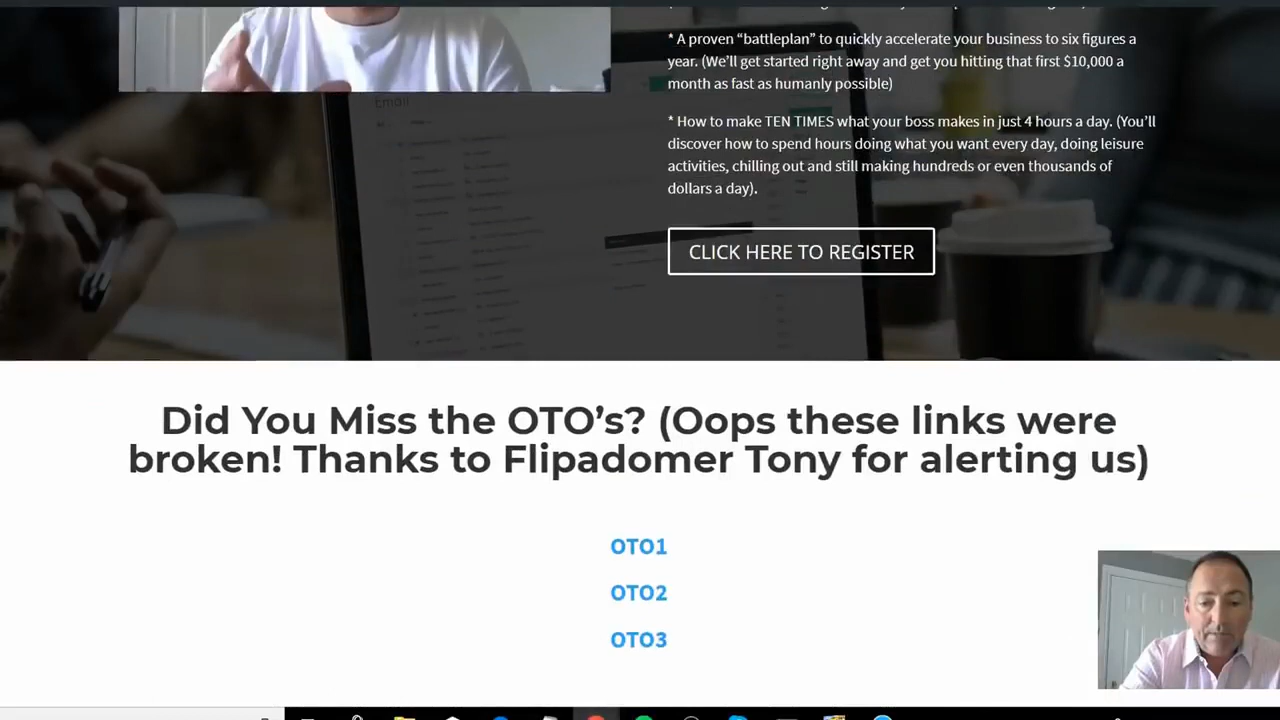 * A proven “battleplan” to quickly accelerate your business to six figures a
year. (We’ll get started right away and get you hitting that first $10,000 a
month as fast as humanly possible)
* How to make TEN TIMES what your boss makes in just 4 hours a day. (You’ll
discover how to spend hours doing what you want every day, doing leisure
activities, chilling out and still making hundreds or even thousands of
dollars a day).
CLICK HERE TO REGISTER
Did You Miss the OTO’s? (Oops these links were
broken! Thanks to Flipadomer Tony for alerting us)
OTO1
OTO2
OTO3